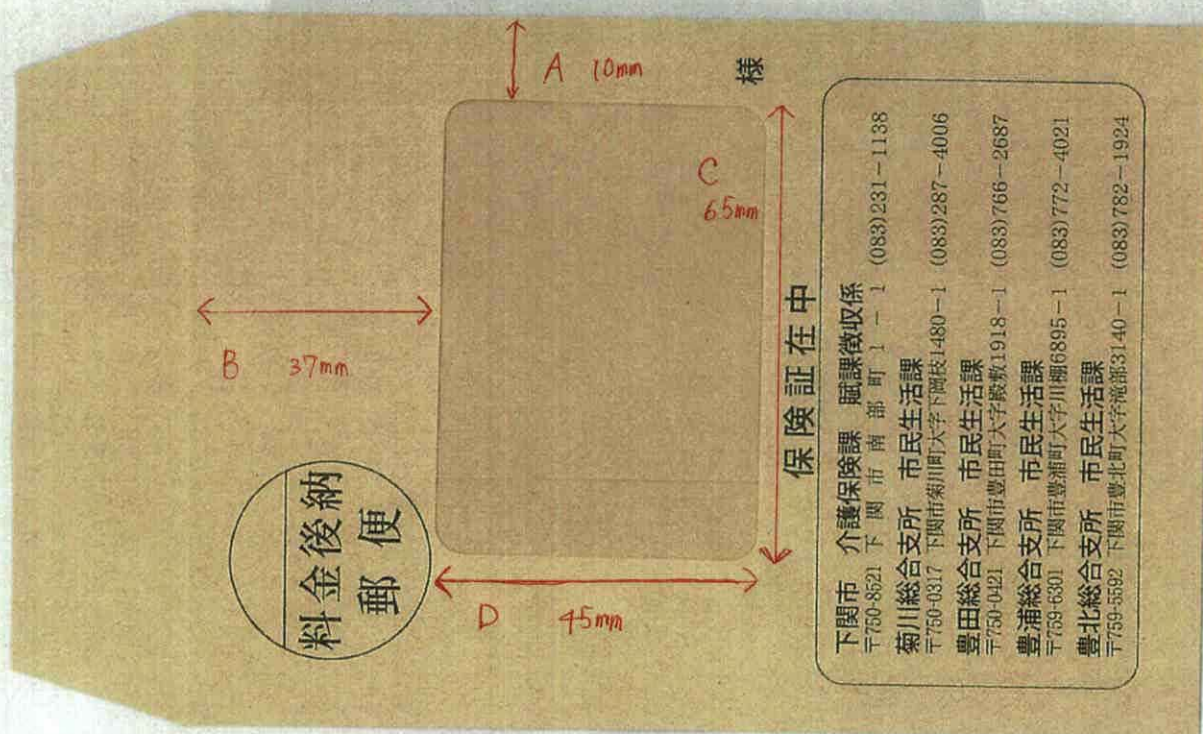 A 10mm
B 37mm
C
65mm
D 45mm
様
料金後納
郵便
保険証在中
下関市 介護保険課 賦課徴収係
〒750-8521 下関市南部町1-1 (083)231-1138
菊川総合支所 市民生活課
〒750-0317 下関市菊川町大字下岡枝1480-1 (083)287-4006
豊田総合支所 市民生活課
〒750-0421 下関市豊田町大字殿敷1918-1 (083)766-2687
豊浦総合支所 市民生活課
〒759-6301 下関市豊浦町大字川棚6895-1 (083)772-4021
豊北総合支所 市民生活課
〒759-5592 下関市豊北町大字滝部3140-1 (083)782-1924